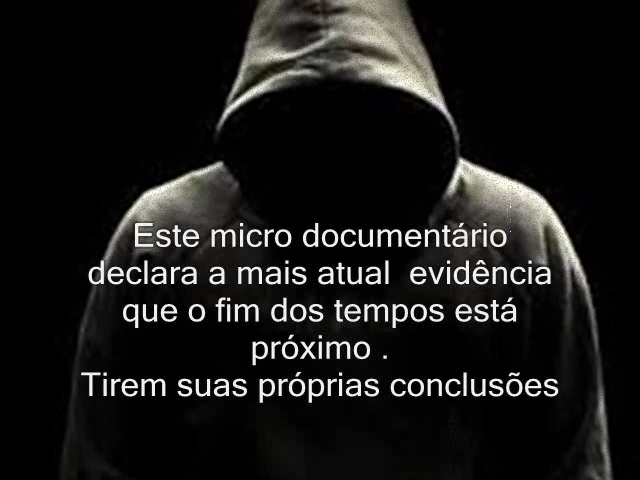 Este micro documentário
declara a mais atual  evidência
que o fim dos tempos está
próximo .
Tirem suas próprias conclusões